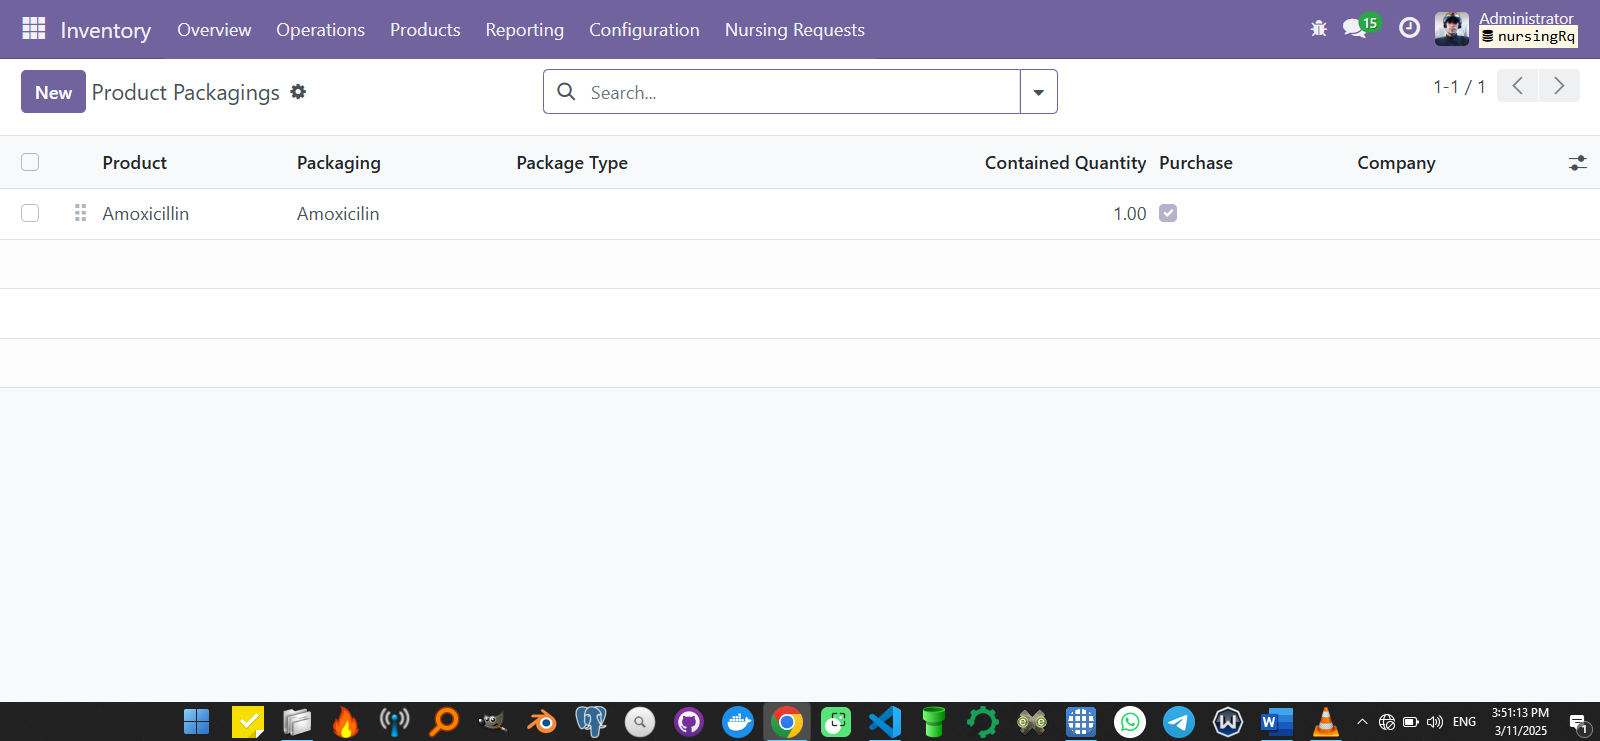 Inventory Overview Operations Products Reporting Configuration Nursing Requests 15 Administrator
nursingRq
New Product Packagings Search... 1-1 / 1
Product Packaging Package Type Contained Quantity Purchase Company
Amoxicillin Amoxicilin 1.00
W W ENG 3:51:13 PM
3/11/2025 1